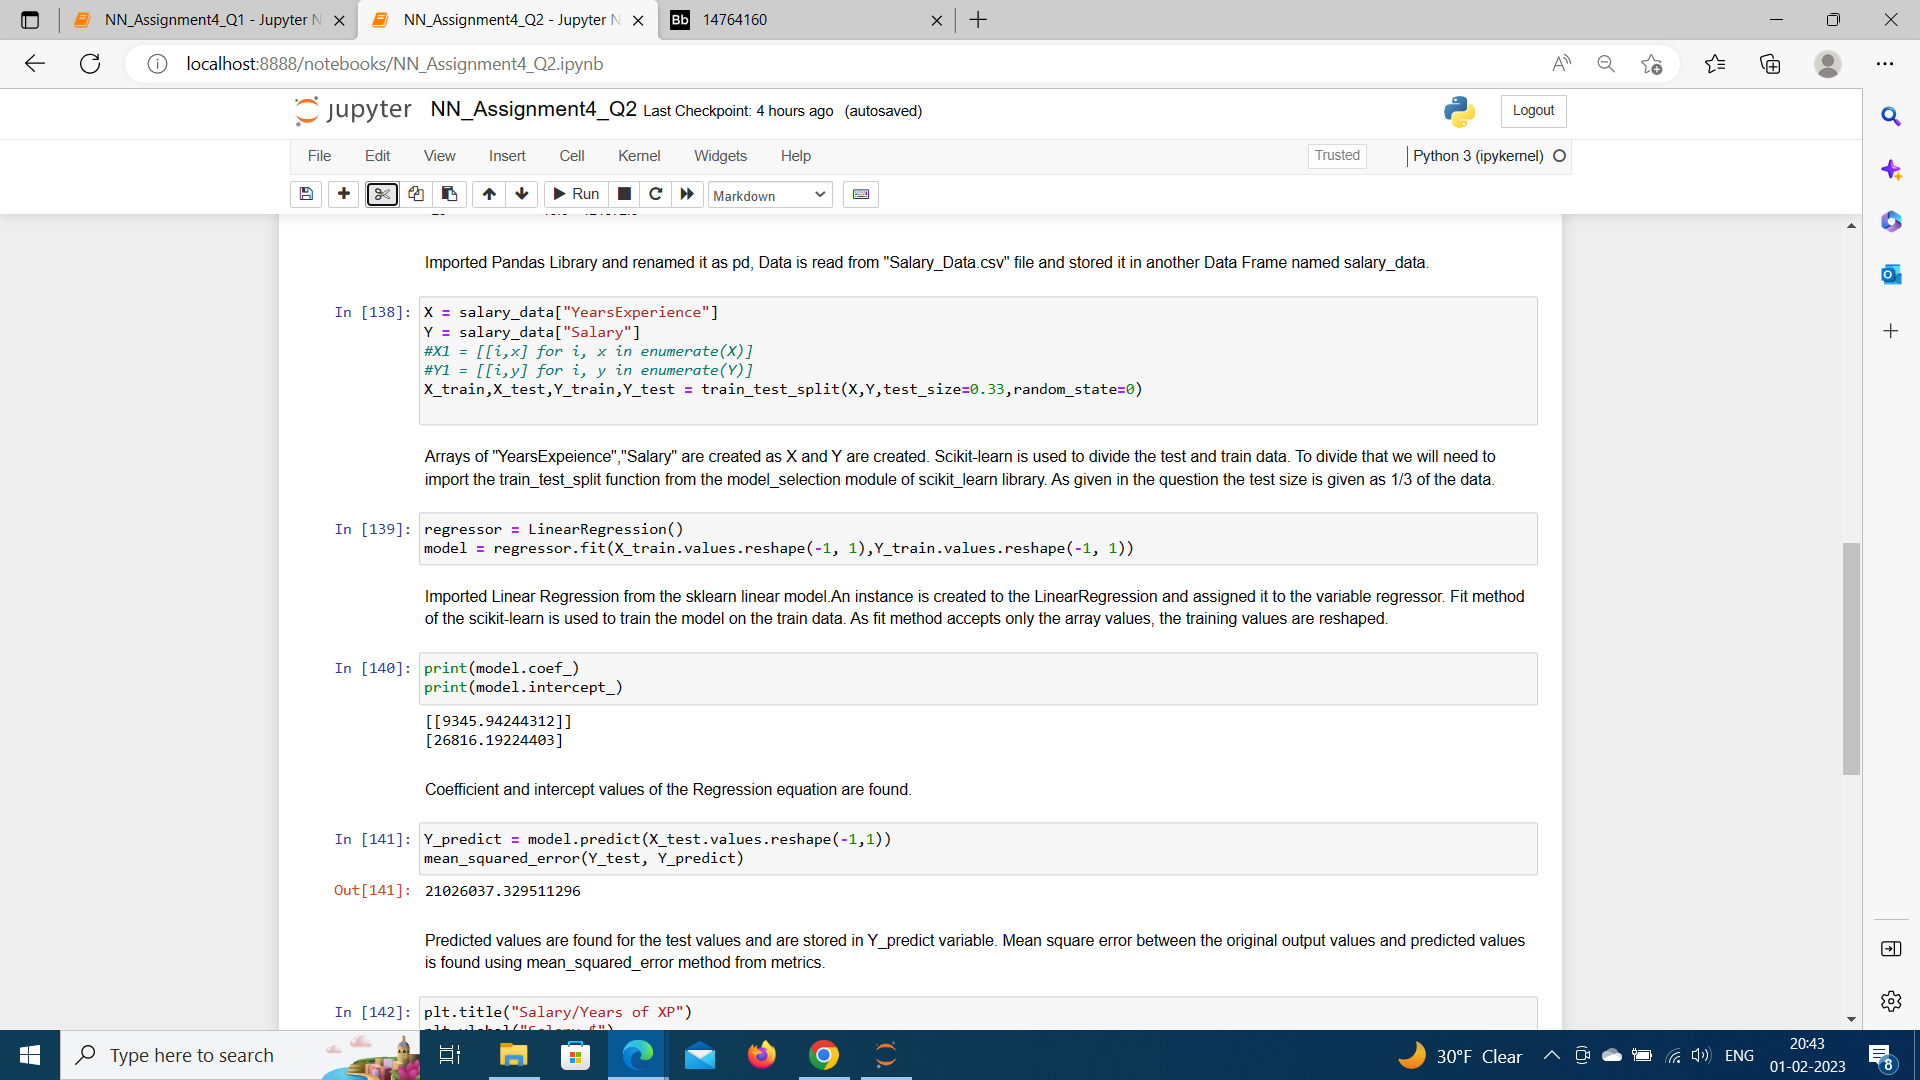 NN_Assignment4_Q1 - Jupyter N
NN_Assignment4_Q2 - Jupyter N
Bb 14764160
localhost:8888/notebooks/NN_Assignment4_Q2.ipynb
jupyter NN_Assignment4_Q2 Last Checkpoint: 4 hours ago (autosaved)
Logout
File Edit View Insert Cell Kernel Widgets Help
Trusted
Python 3 (ipykernel)
Run
Markdown
Imported Pandas Library and renamed it as pd, Data is read from "Salary_Data.csv" file and stored it in another Data Frame named salary_data.
In [138]: X = salary_data["YearsExperience"]
Y = salary_data["Salary"]
#X1 = [[i,x] for i, x in enumerate(X)]
#Y1 = [[i,y] for i, y in enumerate(Y)]
X_train,X_test,Y_train,Y_test = train_test_split(X,Y,test_size=0.33,random_state=0)
Arrays of "YearsExpeience","Salary" are created as X and Y are created. Scikit-learn is used to divide the test and train data. To divide that we will need to
import the train_test_split function from the model_selection module of scikit_learn library. As given in the question the test size is given as 1/3 of the data.
In [139]: regressor = LinearRegression()
model = regressor.fit(X_train.values.reshape(-1, 1),Y_train.values.reshape(-1, 1))
Imported Linear Regression from the sklearn linear model.An instance is created to the LinearRegression and assigned it to the variable regressor. Fit method
of the scikit-learn is used to train the model on the train data. As fit method accepts only the array values, the training values are reshaped.
In [140]: print(model.coef_)
print(model.intercept_)
[[9345.94244312]]
[26816.19224403]
Coefficient and intercept values of the Regression equation are found.
In [141]: Y_predict = model.predict(X_test.values.reshape(-1,1))
mean_squared_error(Y_test, Y_predict)
Out[141]: 21026037.329511296
Predicted values are found for the test values and are stored in Y_predict variable. Mean square error between the original output values and predicted values
is found using mean_squared_error method from metrics.
In [142]: plt.title("Salary/Years of XP")
Type here to search
30°F Clear
ENG
20:43
01-02-2023
8